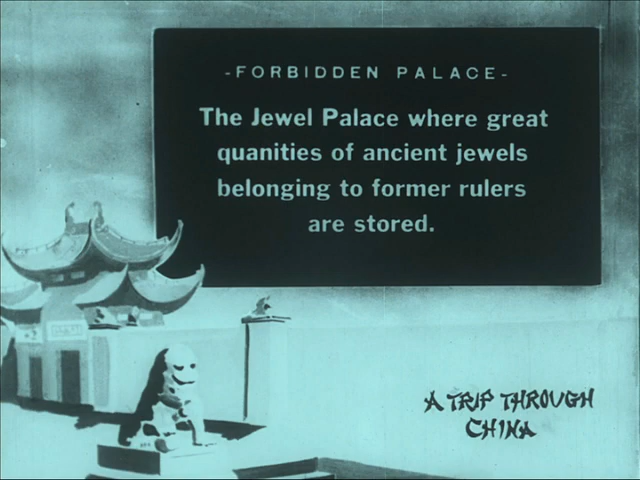 -FORBIDDEN PALACE-
The Jewel Palace where great
quanities of ancient jewels
belonging to former rulers
are stored.
A TRIP THROUGH
CHINA